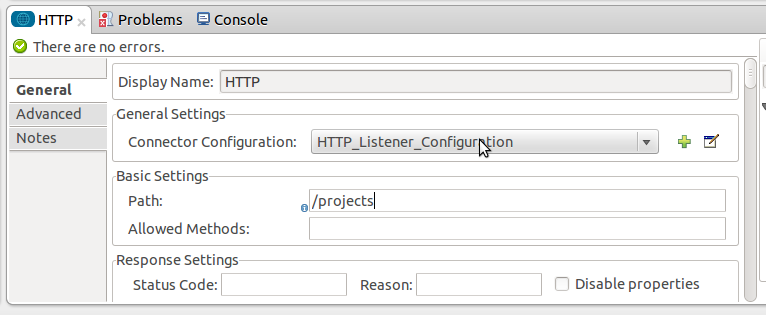 HTTP Problems Console
There are no errors.
General
Advanced
Notes
Display Name: HTTP
General Settings
Connector Configuration: HTTP_Listener_Configuration
Basic Settings
Path: /projects
Allowed Methods:
Response Settings
Status Code: Reason: Disable properties